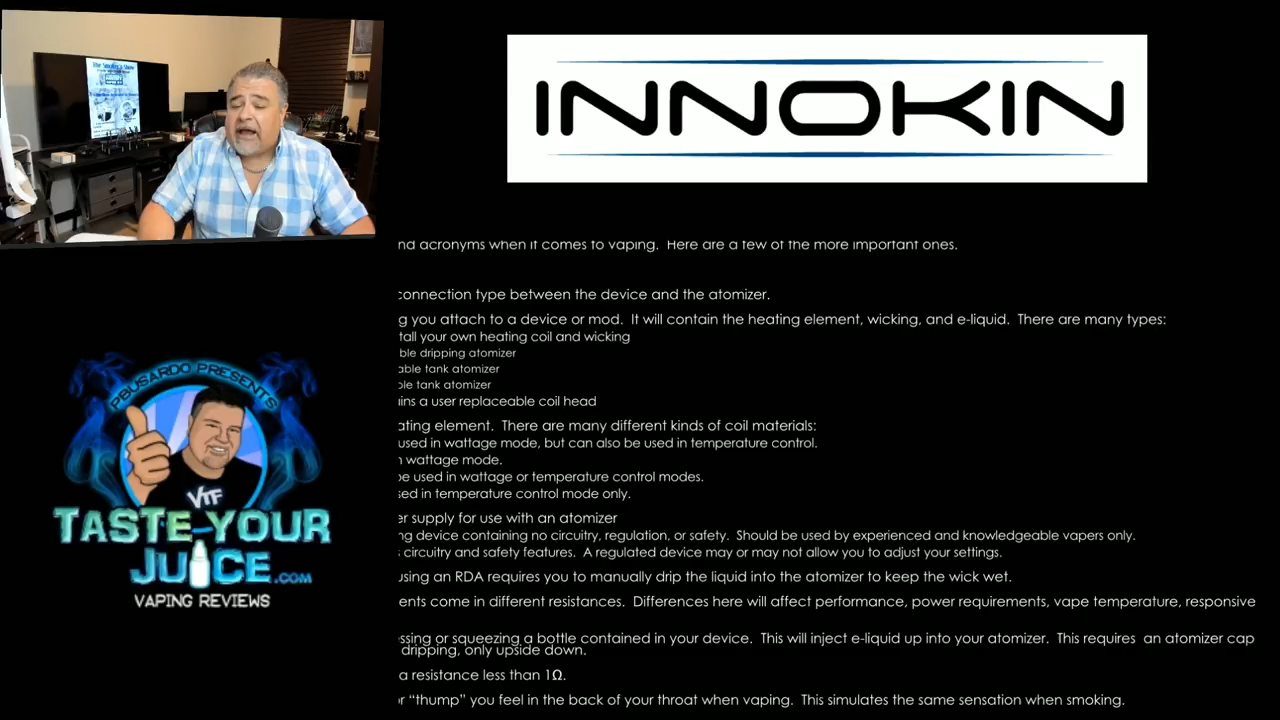 INNOKIN
nd acronyms when it comes to vaping. Here are a few of the more important ones.
connection type between the device and the atomizer.
g you attach to a device or mod. It will contain the heating element, wicking, and e-liquid. There are many types:
tall your own heating coil and wicking
ble dripping atomizer
able tank atomizer
ble tank atomizer
ains a user replaceable coil head
ating element. There are many different kinds of coil materials:
used in wattage mode, but can also be used in temperature control.
n wattage mode.
be used in wattage or temperature control modes.
sed in temperature control mode only.
er supply for use with an atomizer
ng device containing no circuitry, regulation, or safety. Should be used by experienced and knowledgeable vapers only.
s circuitry and safety features. A regulated device may or may not allow you to adjust your settings.
using an RDA requires you to manually drip the liquid into the atomizer to keep the wick wet.
ents come in different resistances. Differences here will affect performance, power requirements, vape temperature, responsive
essing or squeezing a bottle contained in your device. This will inject e-liquid up into your atomizer. This requires an atomizer cap
dripping, only upside down.
a resistance less than 1Ω.
or “thump” you feel in the back of your throat when vaping. This simulates the same sensation when smoking.
PBUSARDO PRESENTS
VTF
TASTE YOUR
JUICE.COM
VAPING REVIEWS